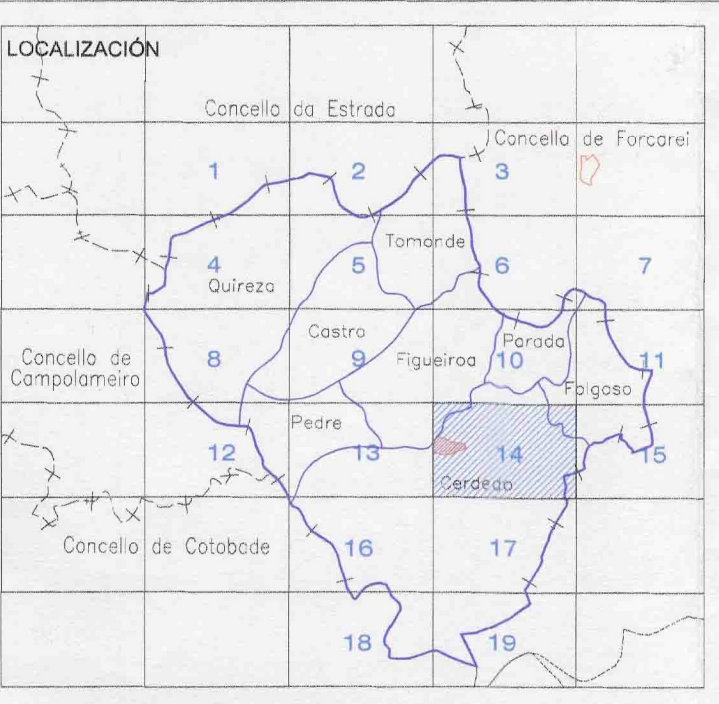 LOCALIZACIÓN
Concello da Estrada
Concello de Forcarei
1
2
3
Tomonde
4
5
6
7
Quireza
Castro
Parada
Concello de
Campolameiro
8
9
Figueiroa
10
11
Folgoso
Pedre
12
13
14
15
Cerdedo
Concello de Cotobade
16
17
18
19